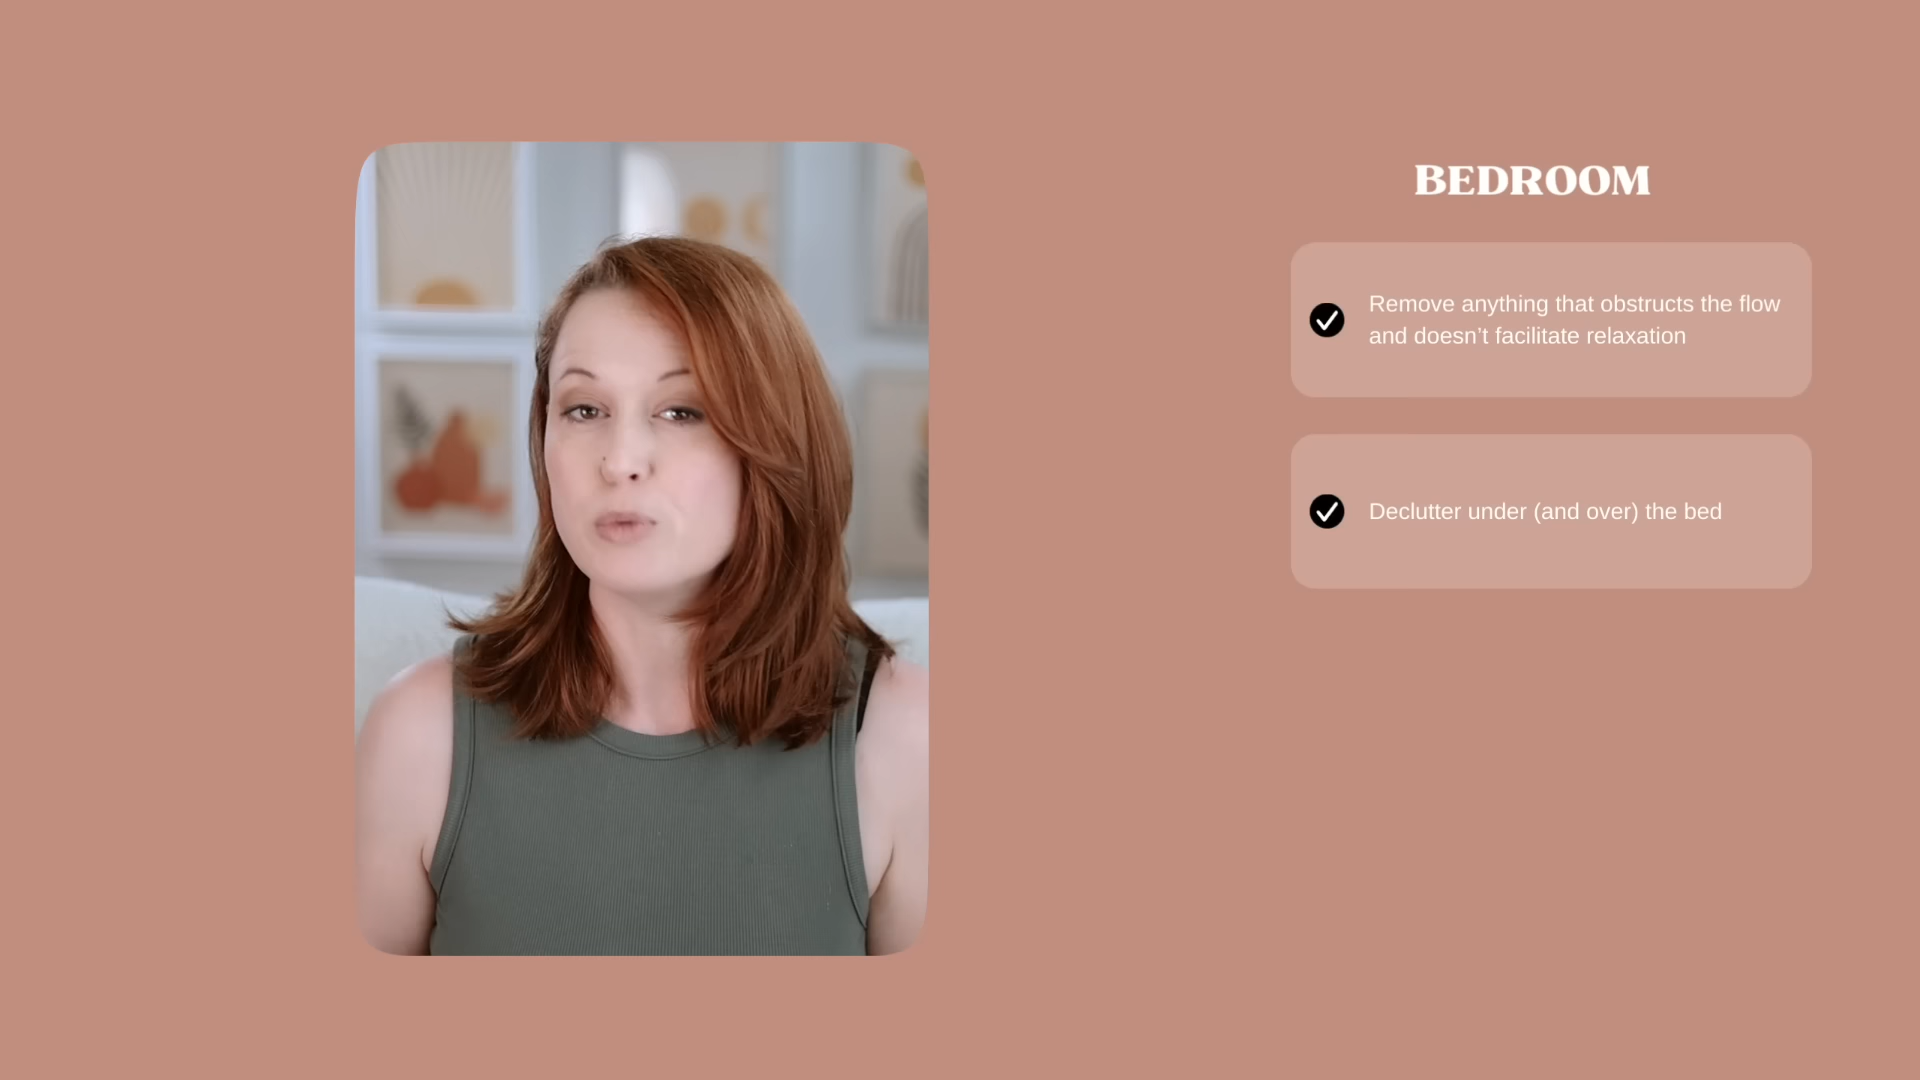 BEDROOM
Remove anything that obstructs the flow
and doesn’t facilitate relaxation
Declutter under (and over) the bed